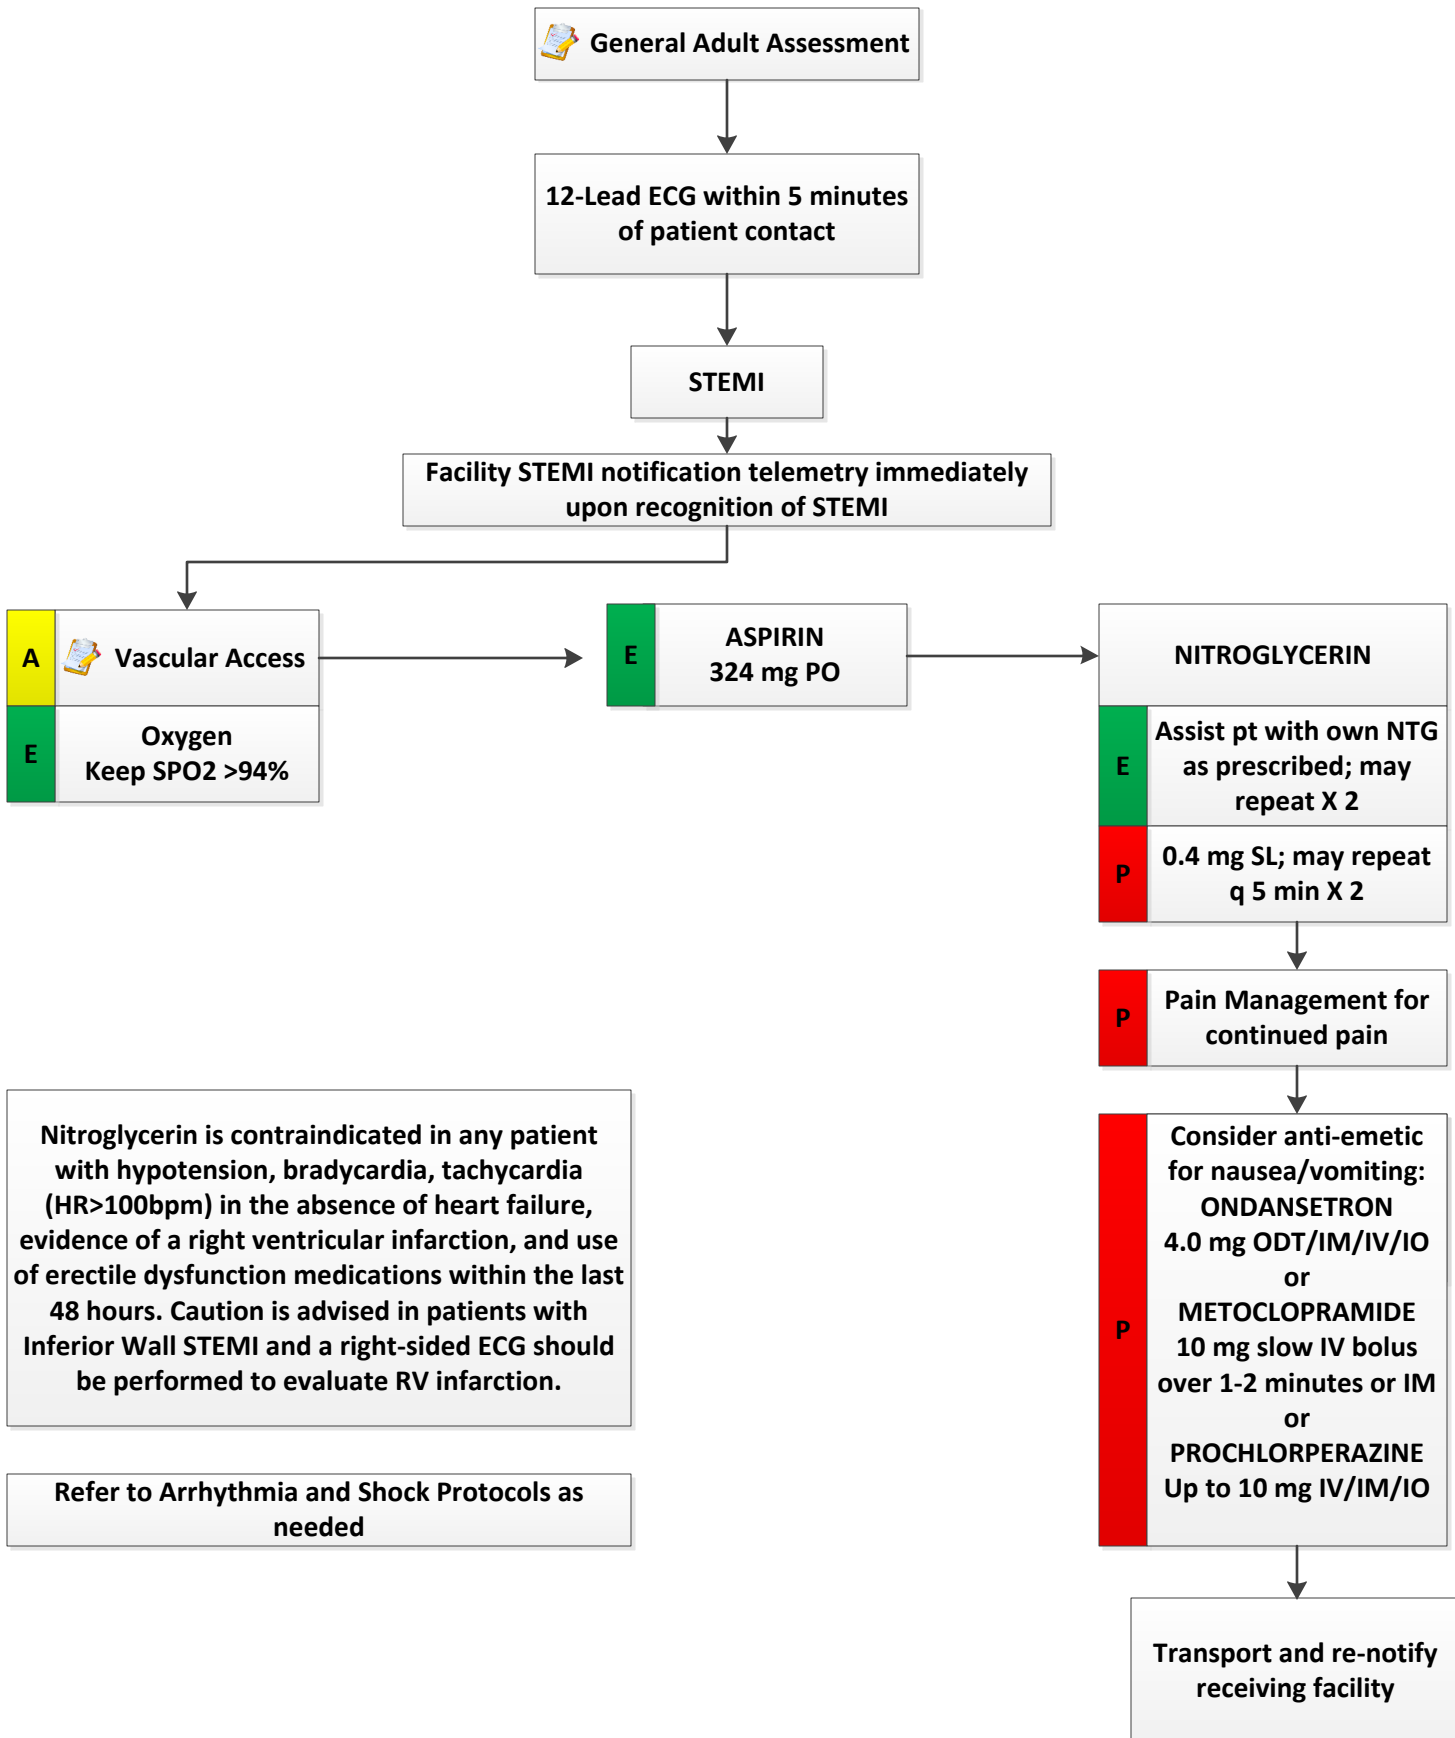 General Adult Assessment
12-Lead ECG within 5 minutes
of patient contact
STEMI
Facility STEMI notification telemetry immediately
upon recognition of STEMI
A
Vascular Access
E
Oxygen
Keep SPO2 >94%
E
ASPIRIN
324 mg PO
NITROGLYCERIN
E
Assist pt with own NTG
as prescribed; may
repeat X 2
P
0.4 mg SL; may repeat
q 5 min X 2
P
Pain Management for
continued pain
P
Consider anti-emetic
for nausea/vomiting:
ONDANSETRON
4.0 mg ODT/IM/IV/IO
or
METOCLOPRAMIDE
10 mg slow IV bolus
over 1-2 minutes or IM
or
PROCHLORPERAZINE
Up to 10 mg IV/IM/IO
Transport and re-notify
receiving facility
Nitroglycerin is contraindicated in any patient
with hypotension, bradycardia, tachycardia
(HR>100bpm) in the absence of heart failure,
evidence of a right ventricular infarction, and use
of erectile dysfunction medications within the last
48 hours. Caution is advised in patients with
Inferior Wall STEMI and a right-sided ECG should
be performed to evaluate RV infarction.
Refer to Arrhythmia and Shock Protocols as
needed